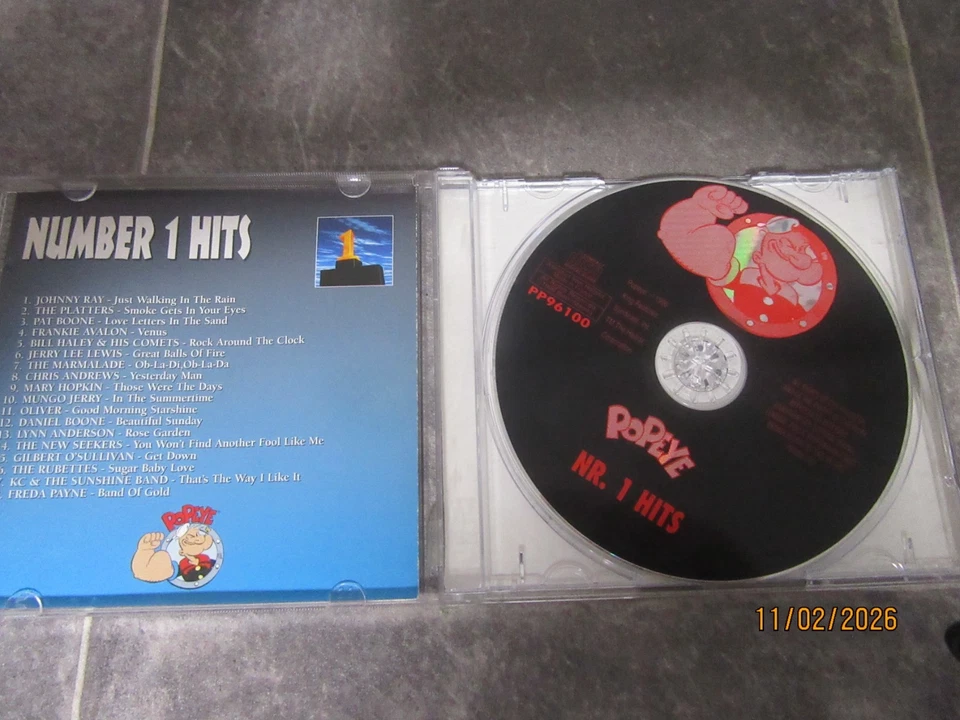 NUMBER 1 HITS
1
1. JOHNNY RAY - Just Walking In The Rain
2. THE PLATTERS - Smoke Gets In Your Eyes
3. PAT BOONE - Love Letters In The Sand
4. FRANKIE AVALON - Venus
5. BILL HALEY & HIS COMETS - Rock Around The Clock
6. JERRY LEE LEWIS - Great Balls Of Fire
7. THE MARMALADE - Ob-La-Di,Ob-La-Da
8. CHRIS ANDREWS - Yesterday Man
9. MARY HOPKIN - Those Were The Days
10. MUNGO JERRY - In The Summertime
11. OLIVER - Good Morning Starshine
12. DANIEL BOONE - Beautiful Sunday
13. LYNN ANDERSON - Rose Garden
4. THE NEW SEEKERS - You Won't Find Another Fool Like Me
5. GILBERT O'SULLIVAN - Get Down
6. THE RUBETTES - Sugar Baby Love
KC & THE SUNSHINE BAND - That's The Way I Like It
FREDA PAYNE - Band Of Gold
POPEYE
PP96100
POPEYE
NR. 1 HITS
11/02/2026